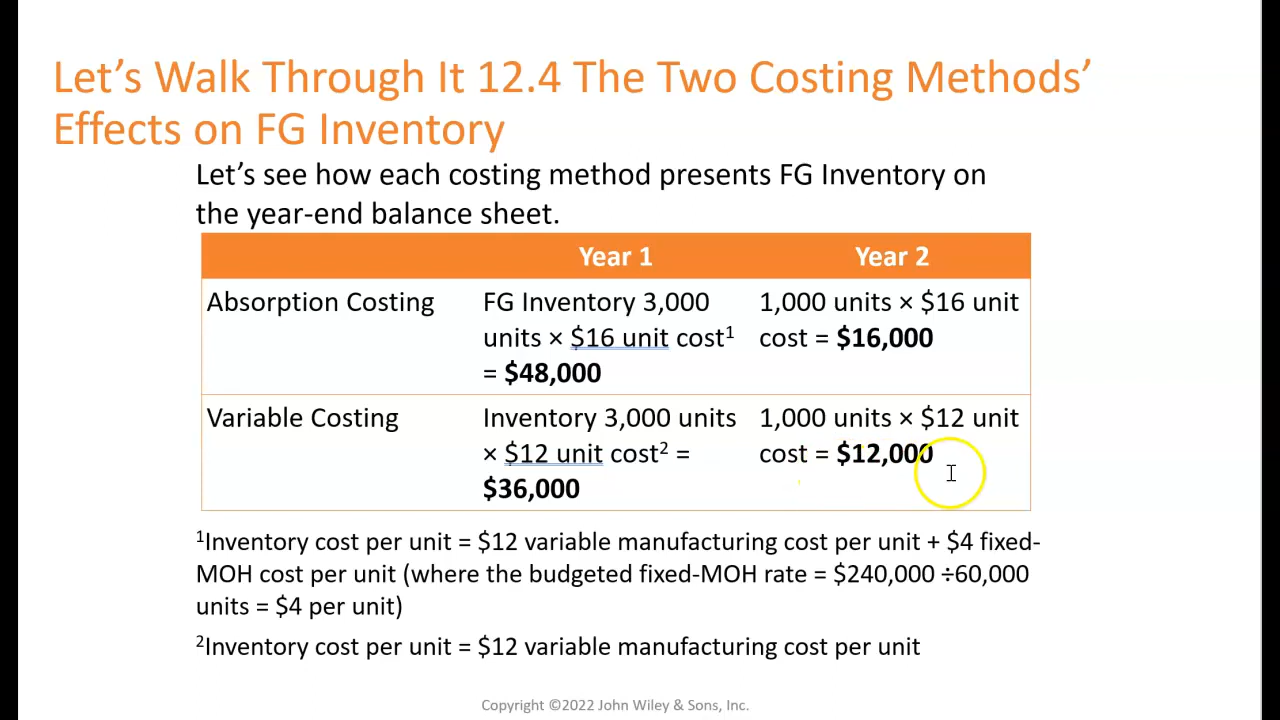 Let’s Walk Through It 12.4 The Two Costing Methods’
Effects on FG Inventory
Let’s see how each costing method presents FG Inventory on
the year-end balance sheet.
Year 1 Year 2
Absorption Costing
FG Inventory 3,000
units × $16 unit cost¹
= $48,000
1,000 units × $16 unit
cost = $16,000
Variable Costing
Inventory 3,000 units
× $12 unit cost² =
$36,000
1,000 units × $12 unit
cost = $12,000
¹Inventory cost per unit = $12 variable manufacturing cost per unit + $4 fixed-
MOH cost per unit (where the budgeted fixed-MOH rate = $240,000 ÷60,000
units = $4 per unit)
²Inventory cost per unit = $12 variable manufacturing cost per unit
Copyright ©2022 John Wiley & Sons, Inc.